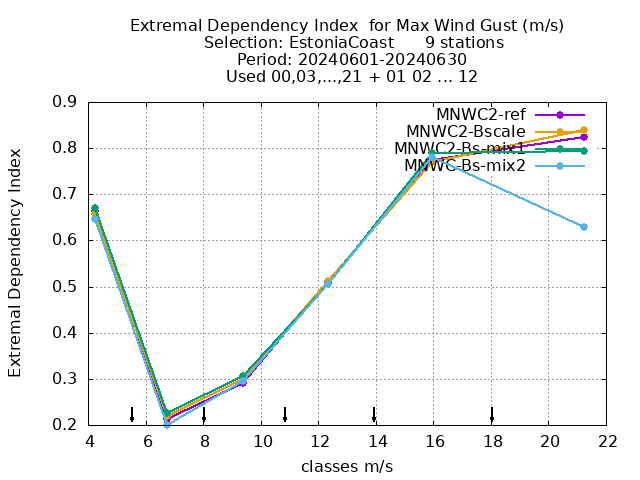 Extremal Dependency Index  for Max Wind Gust (m/s)
Selection: EstoniaCoast      9 stations
Period: 20240601-20240630
Used 00,03,...,21 + 01 02 ... 12
Extremal Dependency Index
0.9
0.8
0.7
0.6
0.5
0.4
0.3
0.2
MNWC2-ref
MNWC2-Bscale
MNWC2-Bs-mix1
MNWC-Bs-mix2
4 6 8 10 12 14 16 18 20 22
classes m/s